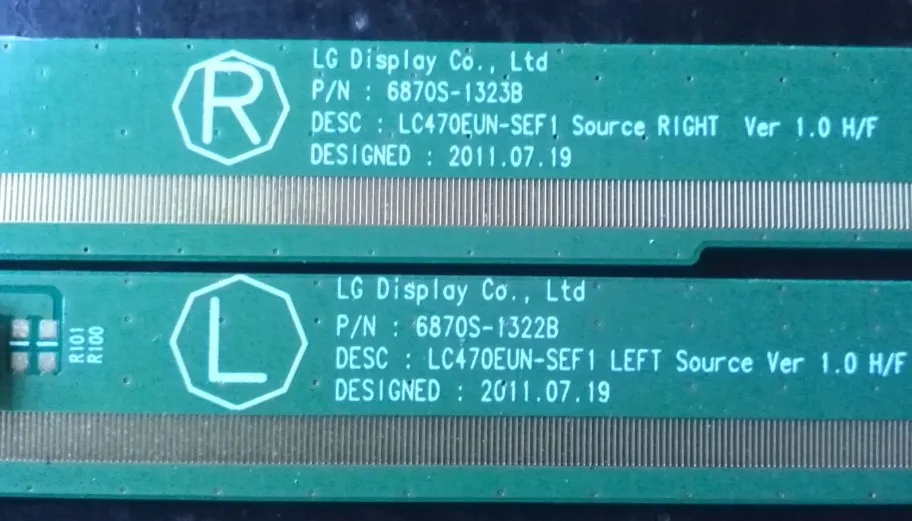 R
LG Display Co., Ltd
P/N : 6870S-1323B
DESC : LC470EUN-SEF1 Source RIGHT Ver 1.0 H/F
DESIGNED : 2011.07.19
L
LG Display Co., Ltd
P/N : 6870S-1322B
DESC : LC470EUN-SEF1 LEFT Source Ver 1.0 H/F
DESIGNED : 2011.07.19
R101
R100